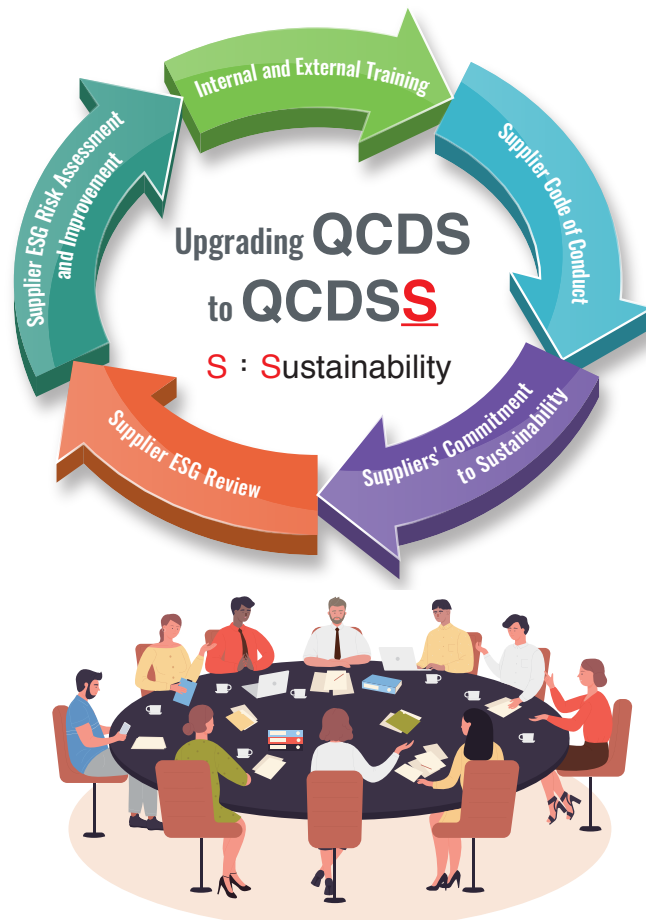 Internal and External Training
Supplier Code of Conduct
Suppliers' Commitment
to Sustainability
Supplier ESG Review
Supplier ESG Risk Assessment
and Improvement
Upgrading QCDS
to QCDSS
S : Sustainability